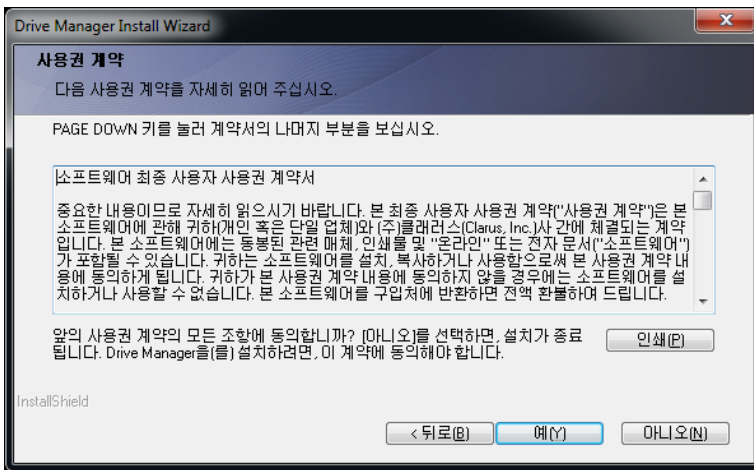 Drive Manager Install Wizard
사용권 계약
다음 사용권 계약을 자세히 읽어 주십시오.
PAGE DOWN 키를 눌러 계약서의 나머지 부분을 보십시오.
소프트웨어 최종 사용자 사용권 계약서
중요한 내용이므로 자세히 읽으시기 바랍니다. 본 최종 사용자 사용권 계약("사용권 계약")은 본
소프트웨어에 관해 귀하(개인 혹은 단일 업체)와 (주)클래러스(Clarus, Inc.)사 간에 체결되는 계약
입니다. 본 소프트웨어에는 동봉된 관련 매체, 인쇄물 및 "온라인" 또는 전자 문서("소프트웨어")
가 포함될 수 있습니다. 귀하는 소프트웨어를 설치, 복사하거나 사용함으로써 본 사용권 계약 내
용에 동의하게 됩니다. 귀하가 본 사용권 계약 내용에 동의하지 않을 경우에는 소프트웨어를 설
치하거나 사용할 수 없습니다. 본 소프트웨어를 구입처에 반환하면 전액 환불하여 드립니다.
앞의 사용권 계약의 모든 조항에 동의합니까? [아니오]를 선택하면, 설치가 종료
됩니다. Drive Manager을(를) 설치하려면, 이 계약에 동의해야 합니다.
인쇄(P)
InstallShield
< 뒤로(B)
예(Y)
아니오(N)